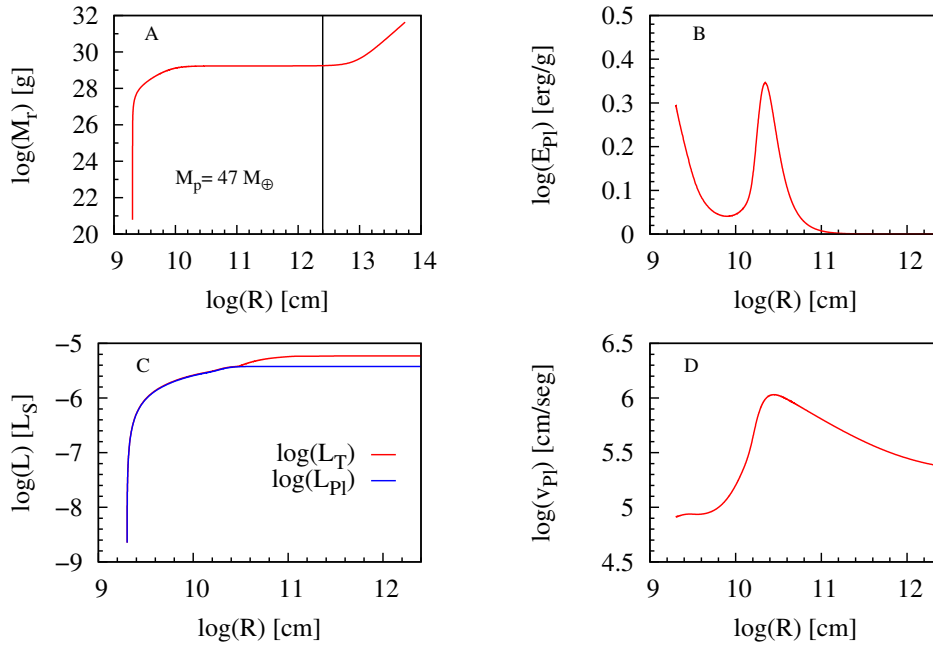 A
log(M_r) [g]
32
30
28
26
24
22
20
M_p= 47 M_⊕
9 10 11 12 13 14
log(R) [cm]
B
log(E_Pl) [erg/g]
0.5
0.4
0.3
0.2
0.1
0
9 10 11 12
log(R) [cm]
C
log(L) [L_S]
−5
−6
−7
−8
−9
log(L_T)
log(L_Pl)
9 10 11 12
log(R) [cm]
D
log(v_Pl) [cm/seg]
6.5
6
5.5
5
4.5
9 10 11 12
log(R) [cm]